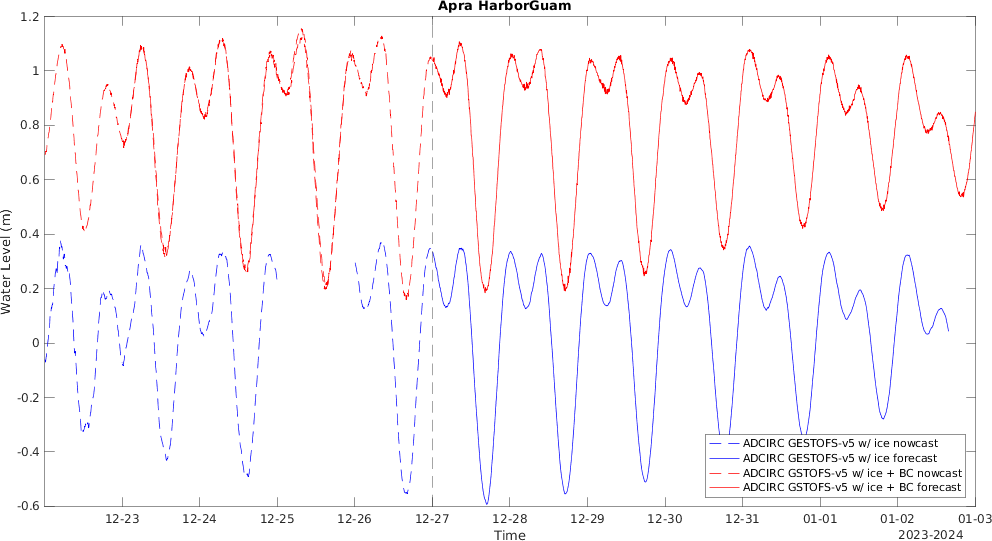 Apra HarborGuam
1.2
1
0.8
0.6
0.4
0.2
0
-0.2
-0.4
-0.6
Water Level (m)
ADCIRC GESTOFS-v5 w/ ice nowcast
ADCIRC GESTOFS-v5 w/ ice forecast
ADCIRC GSTOFS-v5 w/ ice + BC nowcast
ADCIRC GSTOFS-v5 w/ ice + BC forecast
12-23 12-24 12-25 12-26 12-27 12-28 12-29 12-30 12-31 01-01 01-02 01-03
Time
2023-2024